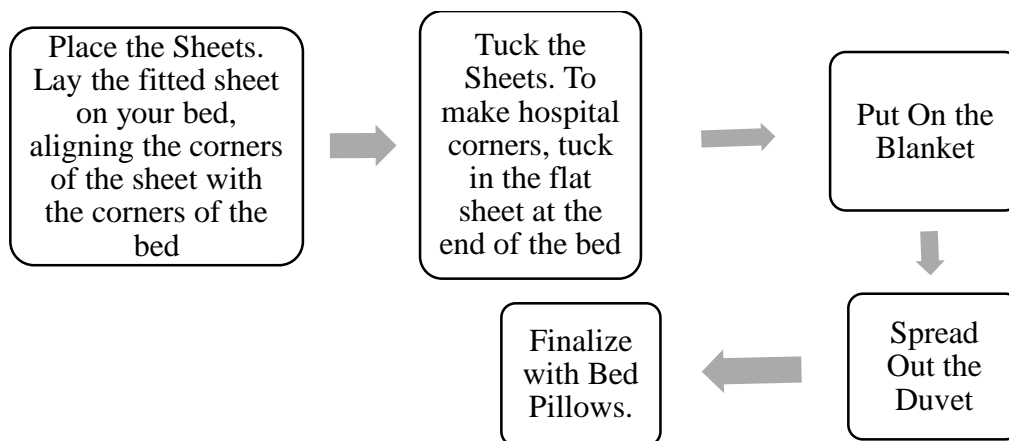 Place the Sheets.
Lay the fitted sheet
on your bed,
aligning the corners
of the sheet with
the corners of the
bed
Tuck the
Sheets. To
make hospital
corners, tuck
in the flat
sheet at the
end of the bed
Put On the
Blanket
Spread
Out the
Duvet
Finalize
with Bed
Pillows.